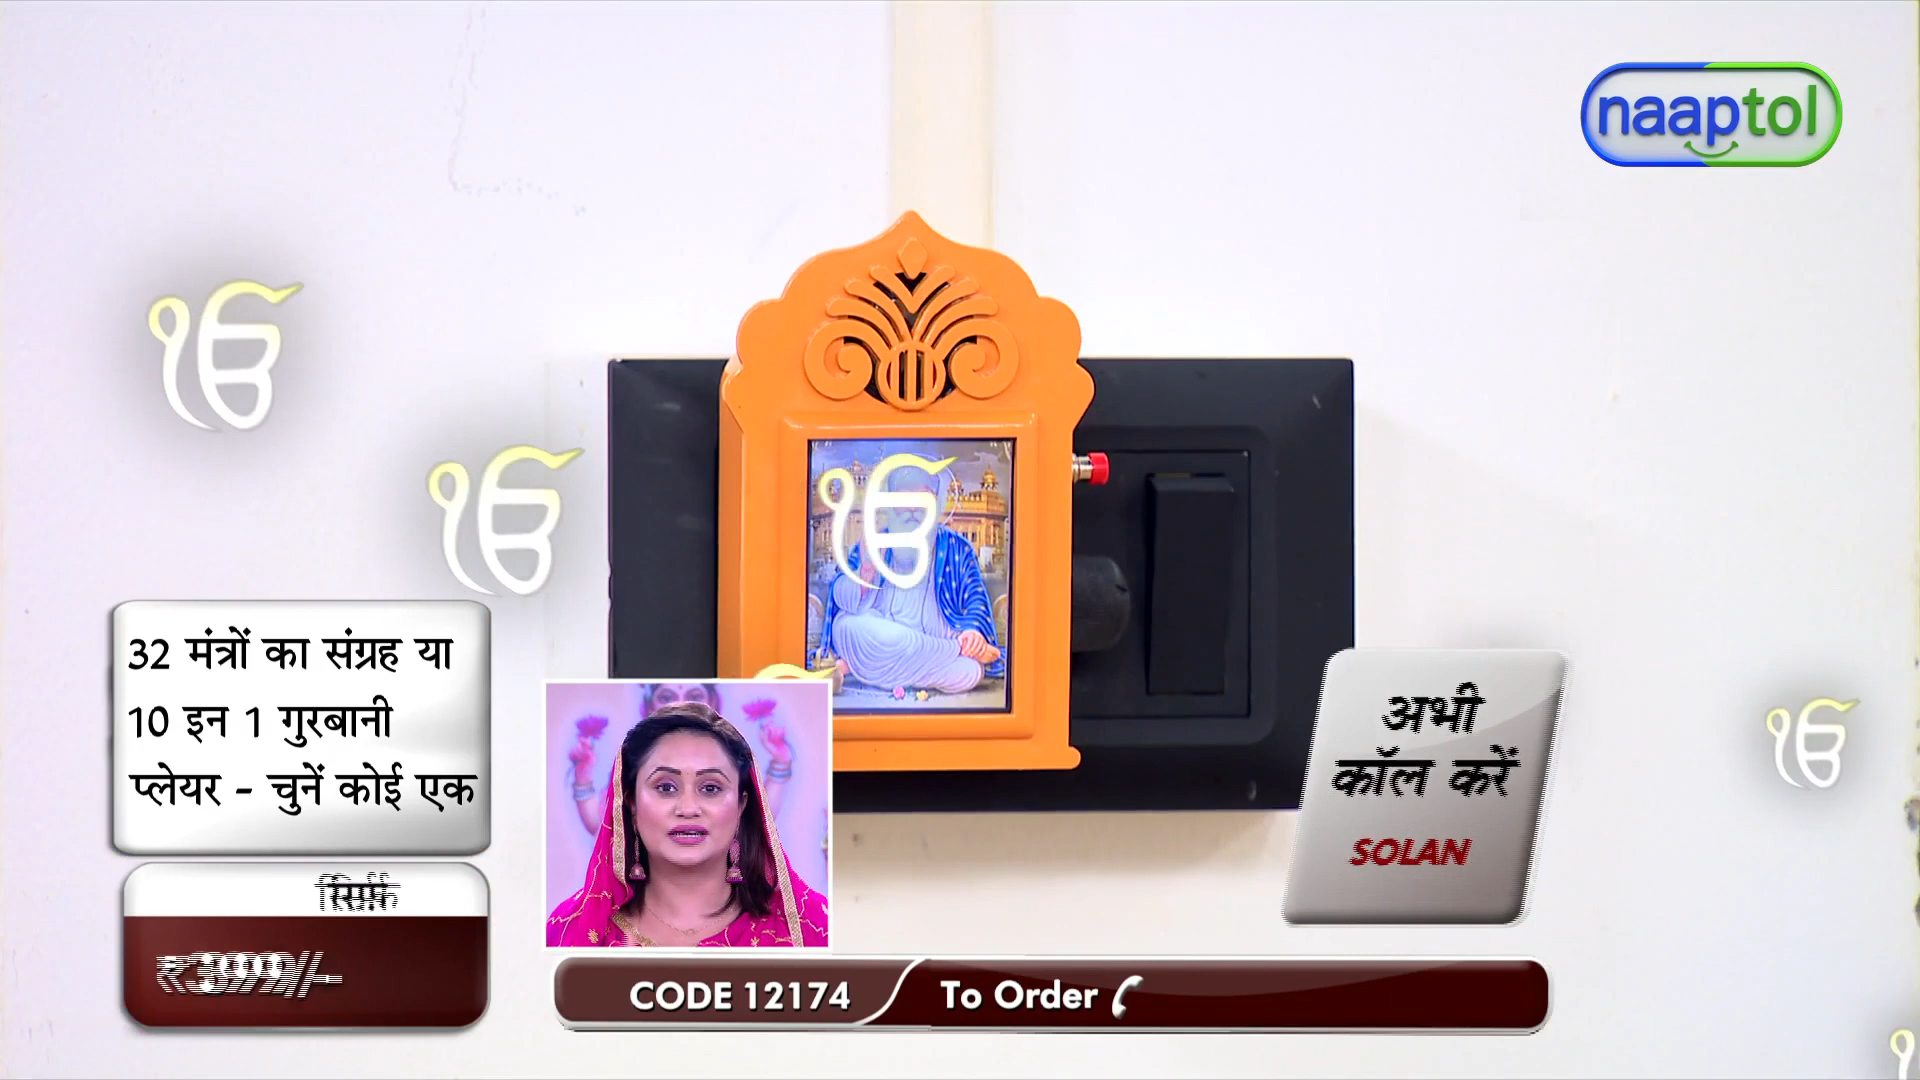 naaptol
ੴ
ੴ
ੴ
ੴ
32 मंत्रों का संग्रह या
10 इन 1 गुरबानी
प्लेयर - चुनें कोई एक
सिर्फ
अभी
कॉल करें
SOLAN
CODE 12174
To Order